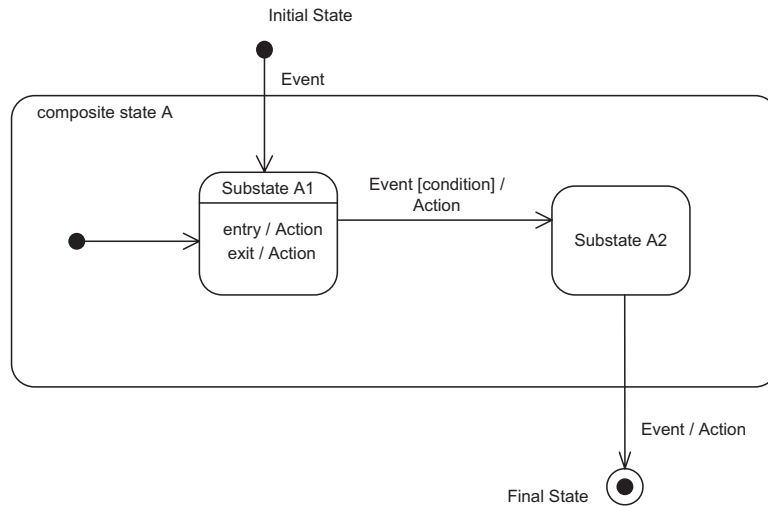 Initial State
Event
composite state A
Substate A1
entry / Action
exit / Action
Event [condition] /
Action
Substate A2
Event / Action
Final State